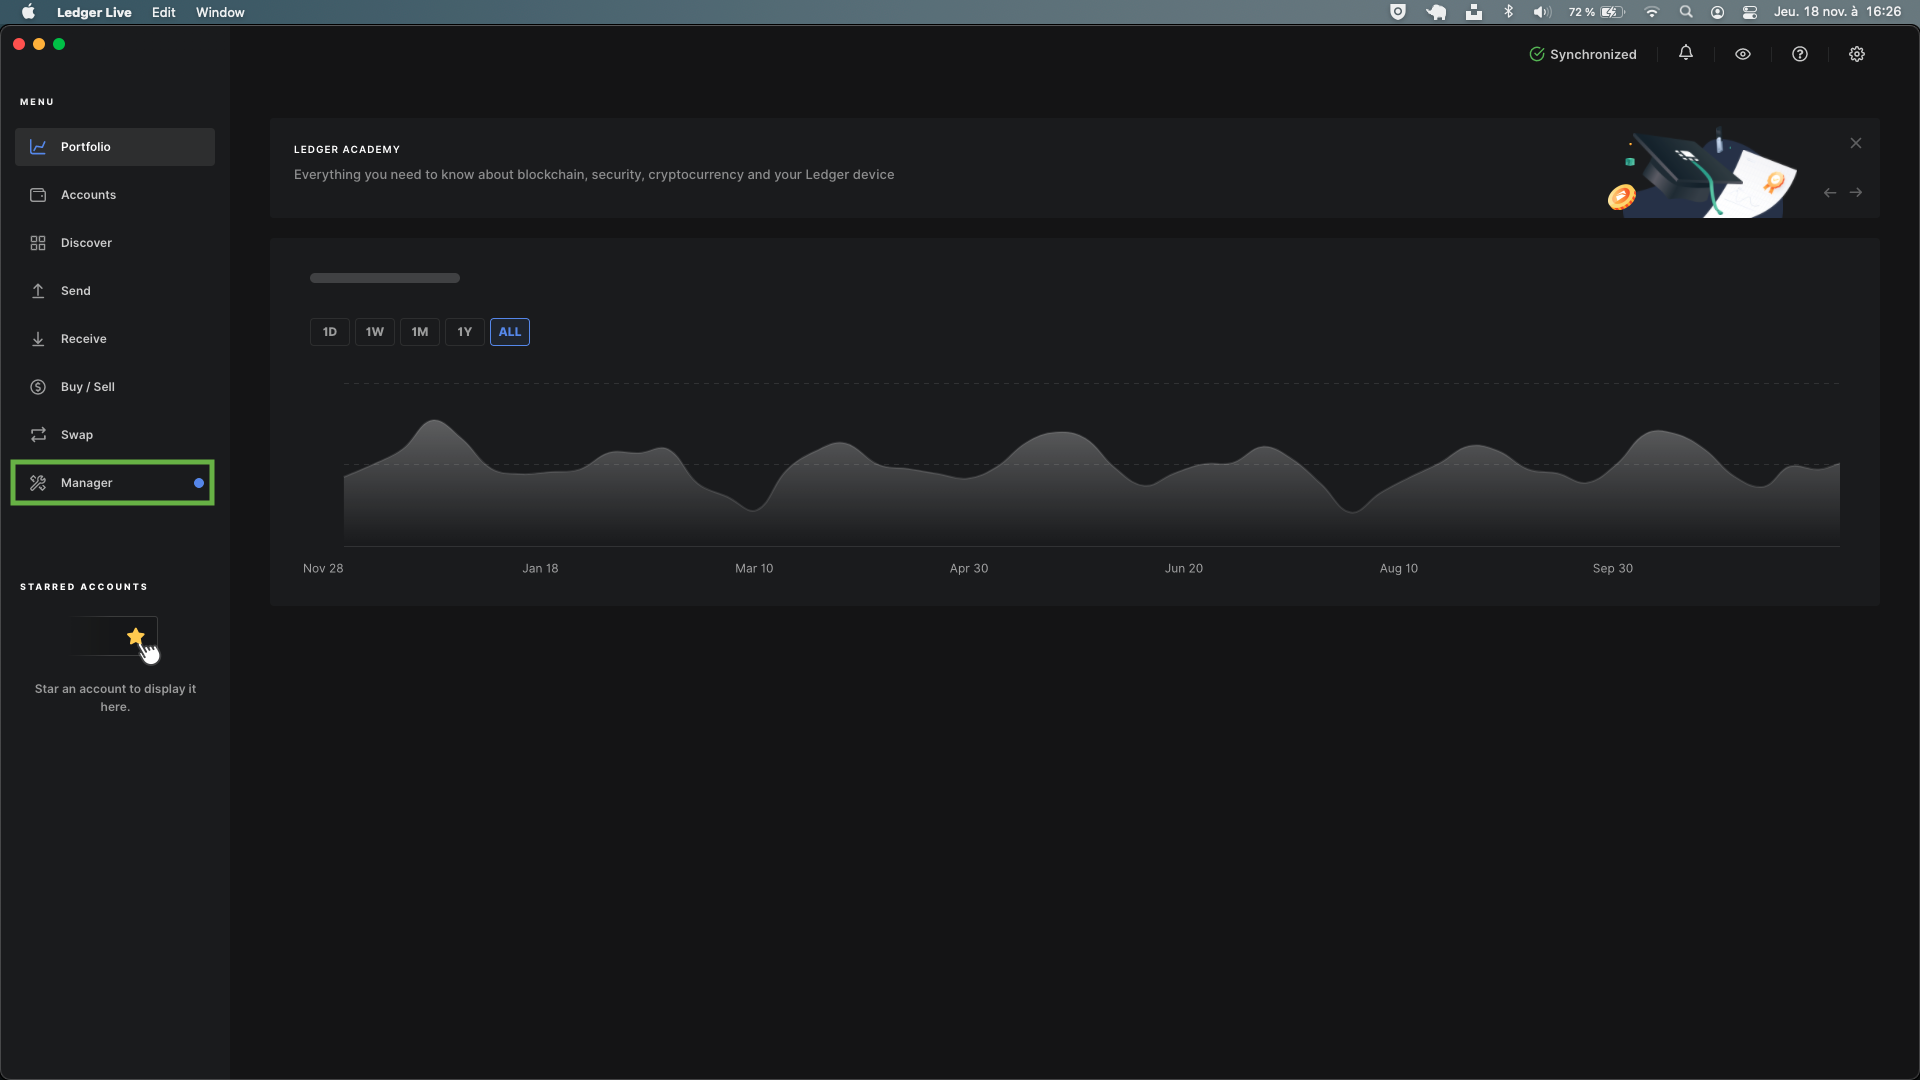 Ledger Live Edit Window
72 % Jeu. 18 nov. à 16:26
Synchronized
MENU
Portfolio
Accounts
Discover
Send
Receive
Buy / Sell
Swap
Manager
STARRED ACCOUNTS
Star an account to display it
here.
LEDGER ACADEMY
Everything you need to know about blockchain, security, cryptocurrency and your Ledger device
1D 1W 1M 1Y ALL
Nov 28 Jan 18 Mar 10 Apr 30 Jun 20 Aug 10 Sep 30